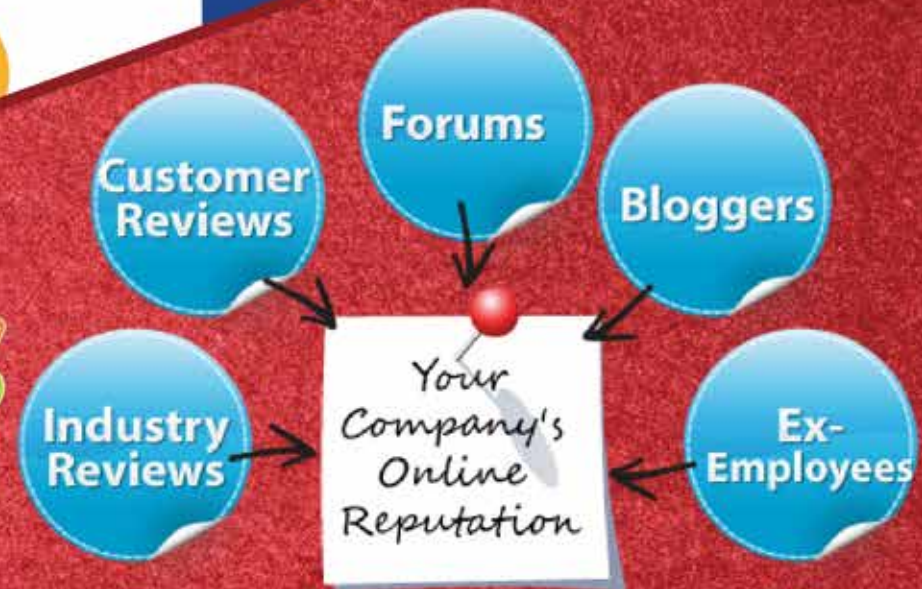 Forums
Customer
Reviews
Bloggers
Industry
Reviews
Your
Company's
Online
Reputation
Ex-
Employees